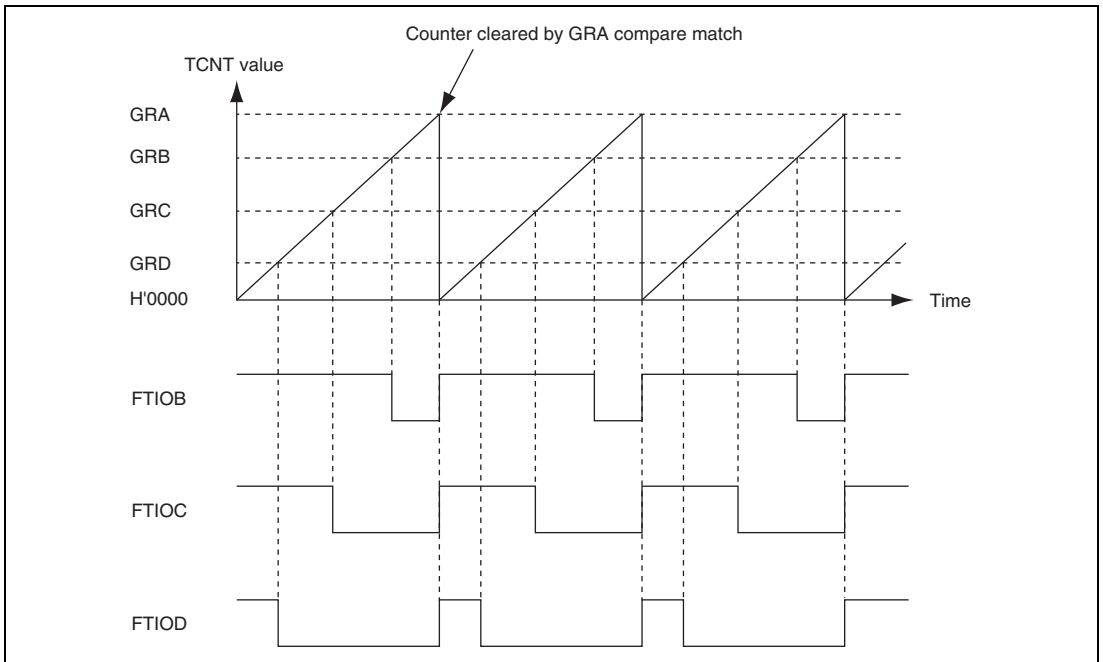 Counter cleared by GRA compare match
TCNT value
GRA
GRB
GRC
GRD
H'0000
Time
FTIOB
FTIOC
FTIOD